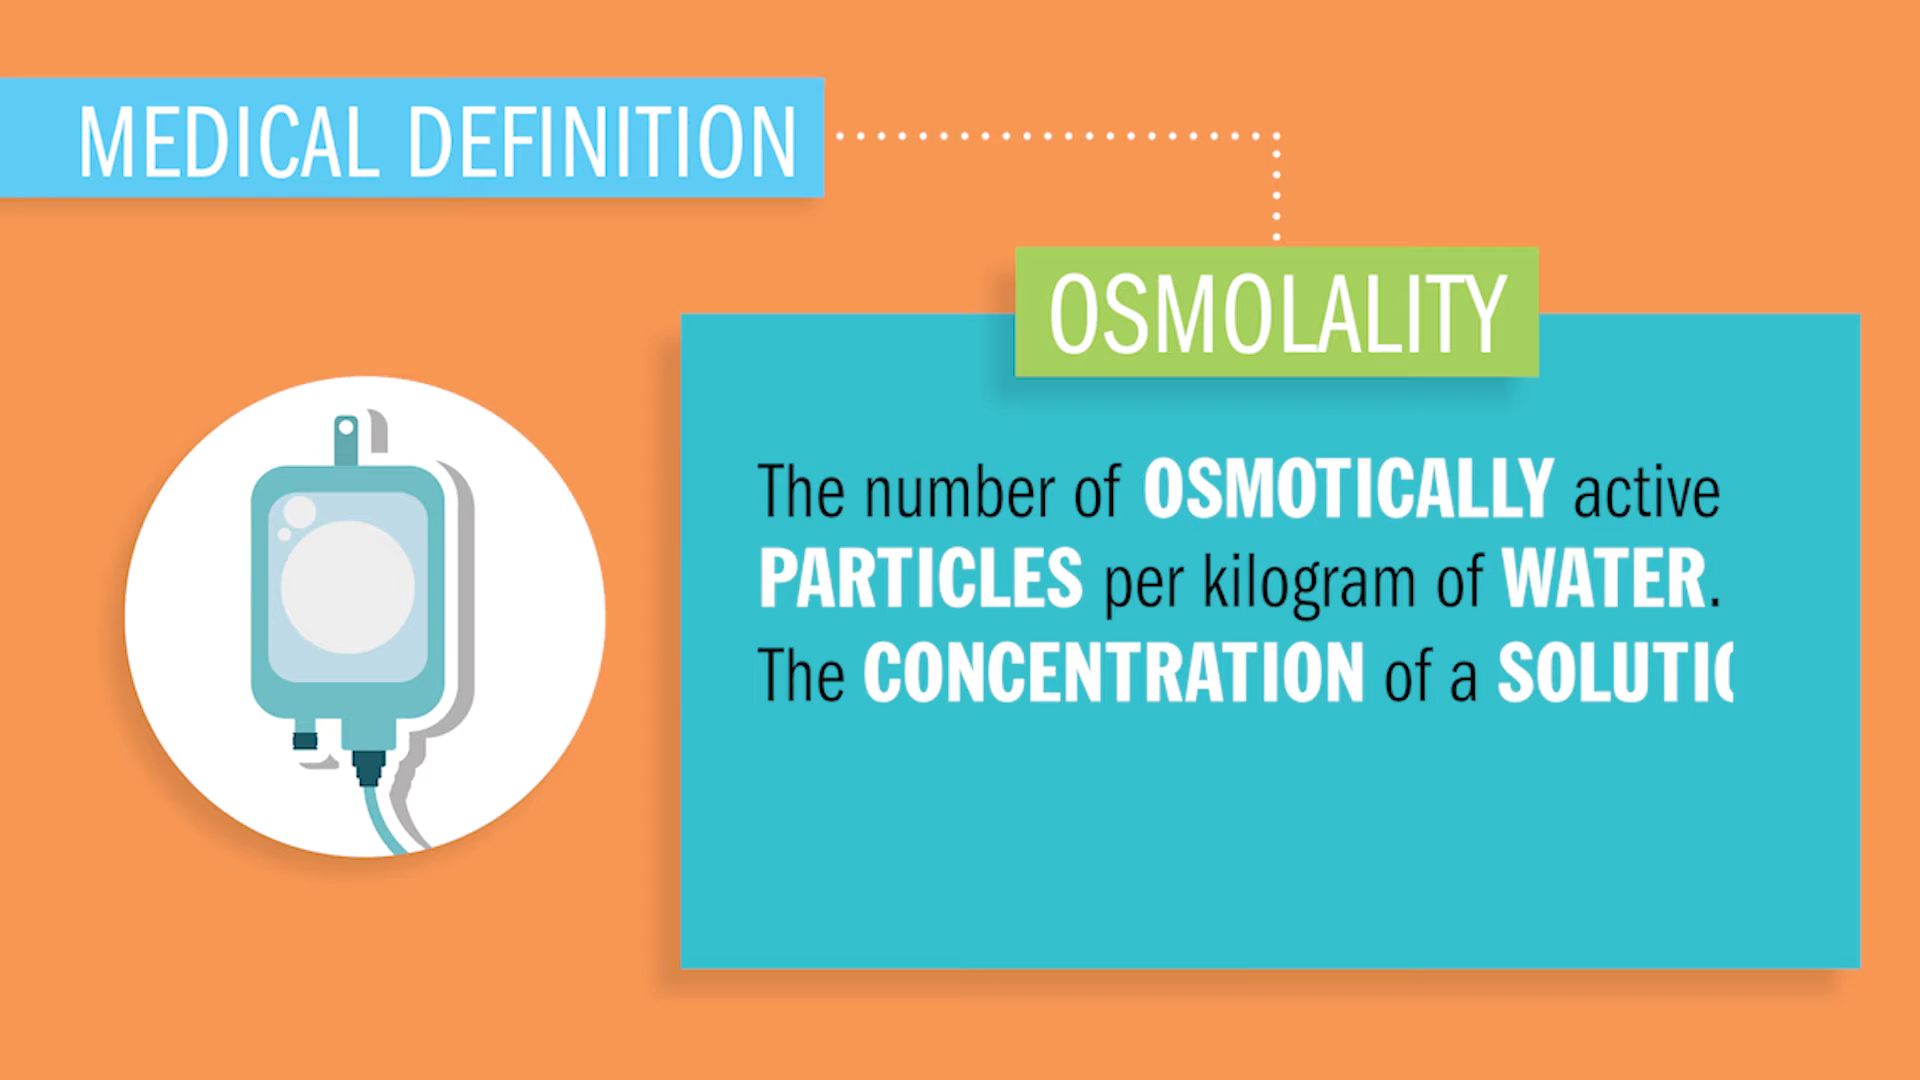 MEDICAL DEFINITION
OSMOLALITY
The number of OSMOTICALLY active
PARTICLES per kilogram of WATER.
The CONCENTRATION of a